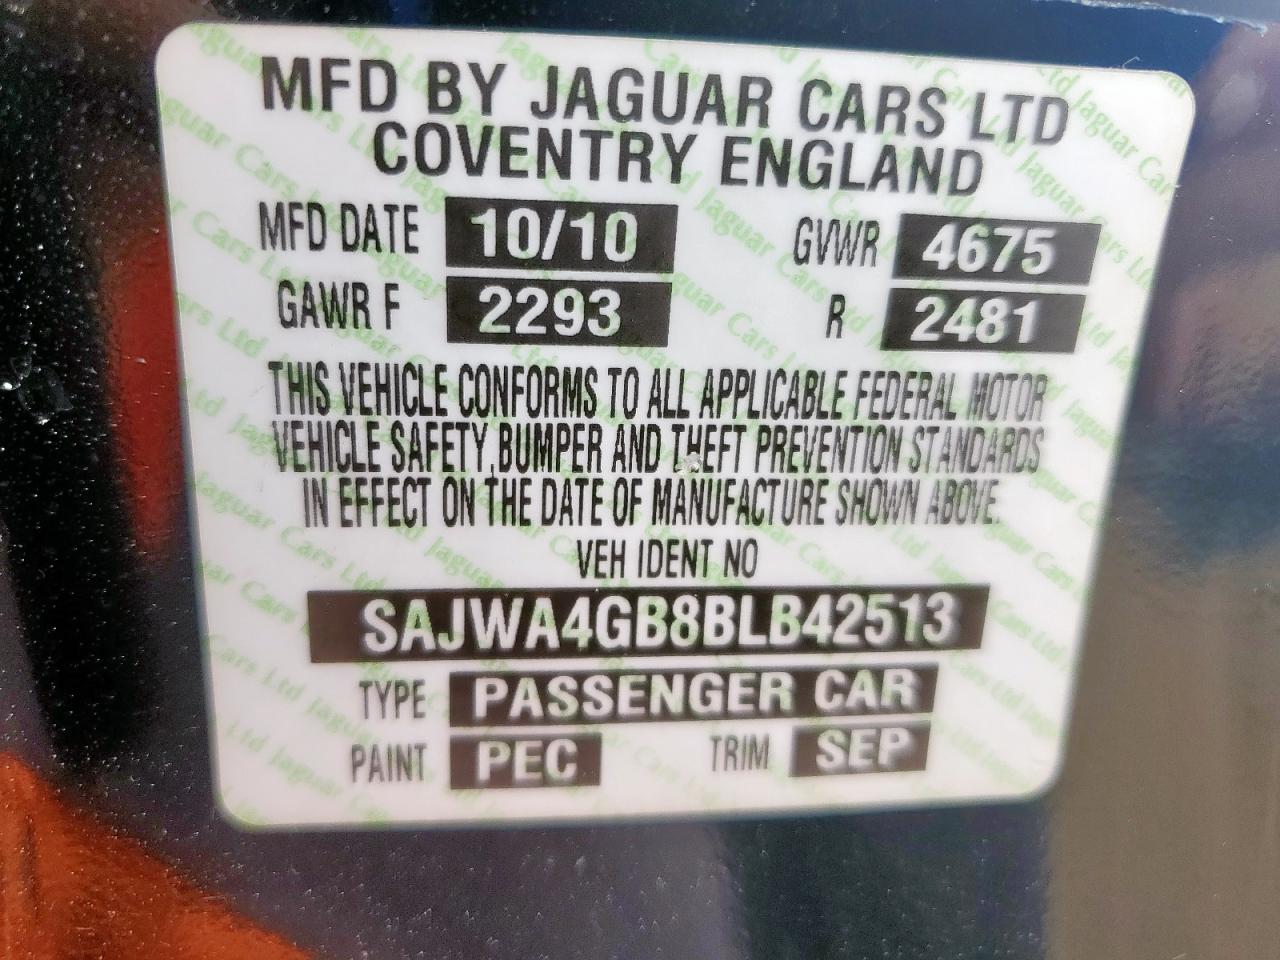 MFD BY JAGUAR CARS LTD
COVENTRY ENGLAND
MFD DATE 10/10 GVWR 4675
GAWR F 2293 R 2481
THIS VEHICLE CONFORMS TO ALL APPLICABLE FEDERAL MOTOR
VEHICLE SAFETY, BUMPER AND THEFT PREVENTION STANDARDS
IN EFFECT ON THE DATE OF MANUFACTURE SHOWN ABOVE.
VEH IDENT NO
SAJWA4GB8BLB42513
TYPE PASSENGER CAR
PAINT PEC TRIM SEP